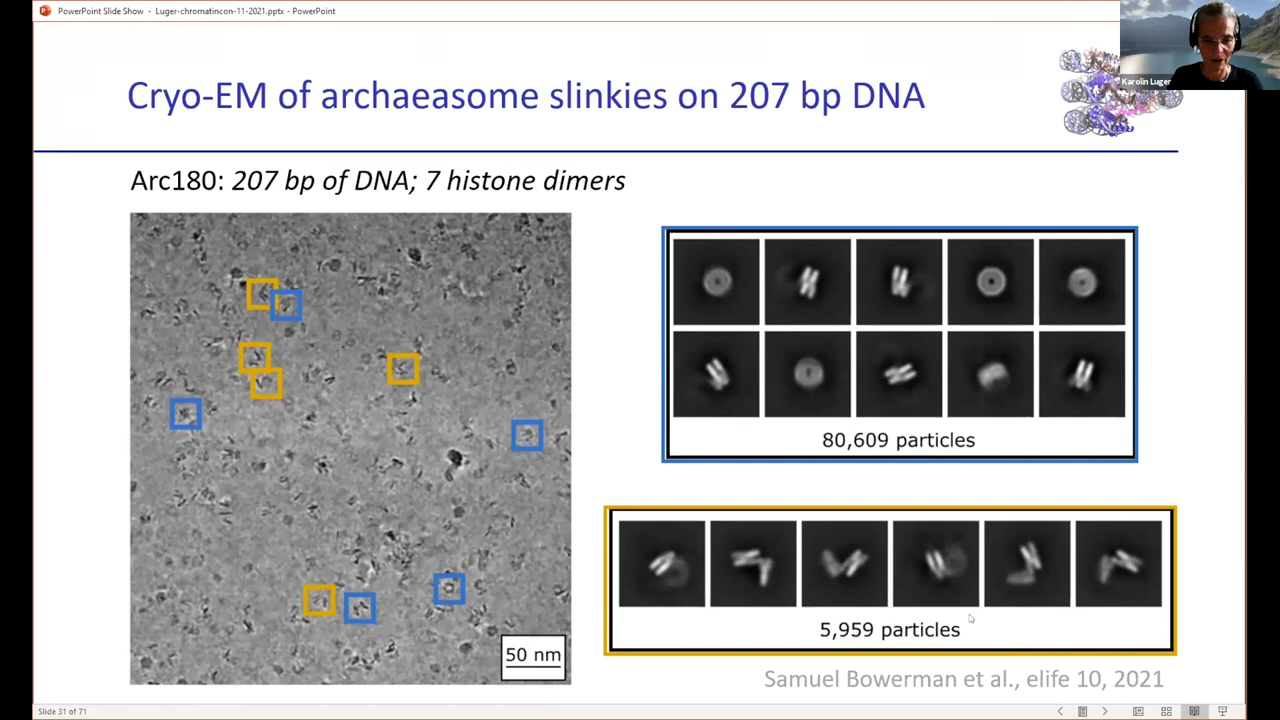 PowerPoint Slide Show - Luger-chromatincon-11-2021.pptx - PowerPoint
Karolin Luger
Cryo-EM of archaeasome slinkies on 207 bp DNA
Arc180: 207 bp of DNA; 7 histone dimers
80,609 particles
5,959 particles
50 nm
Samuel Bowerman et al., elife 10, 2021
Slide 31 of 71